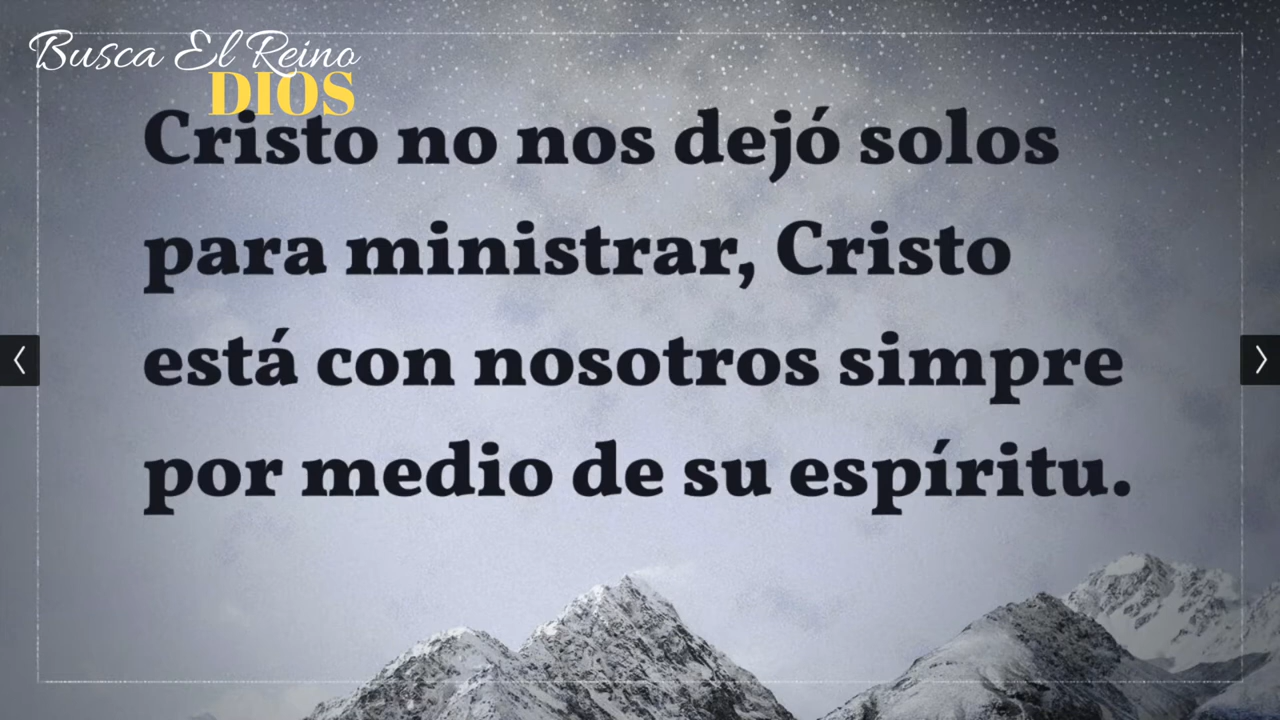 Busca El Reino
DIOS
Cristo no nos dejó solos
para ministrar, Cristo
está con nosotros simpre
por medio de su espíritu.